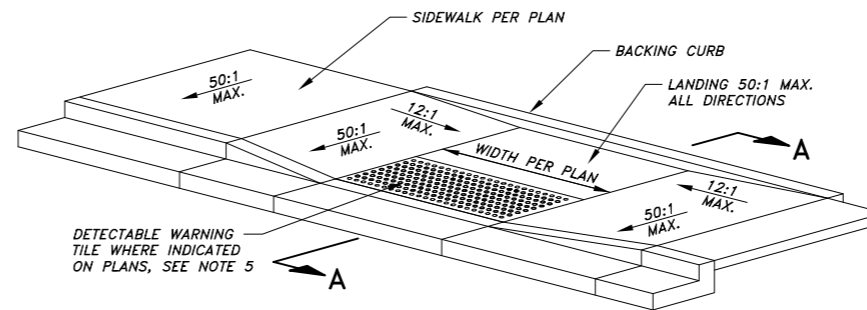 SIDEWALK PER PLAN
BACKING CURB
50:1
MAX.
LANDING 50:1 MAX.
ALL DIRECTIONS
12:1
MAX.
50:1
MAX.
WIDTH PER PLAN
A
12:1
MAX.
50:1
MAX.
DETECTABLE WARNING
TILE WHERE INDICATED
ON PLANS, SEE NOTE 5
A